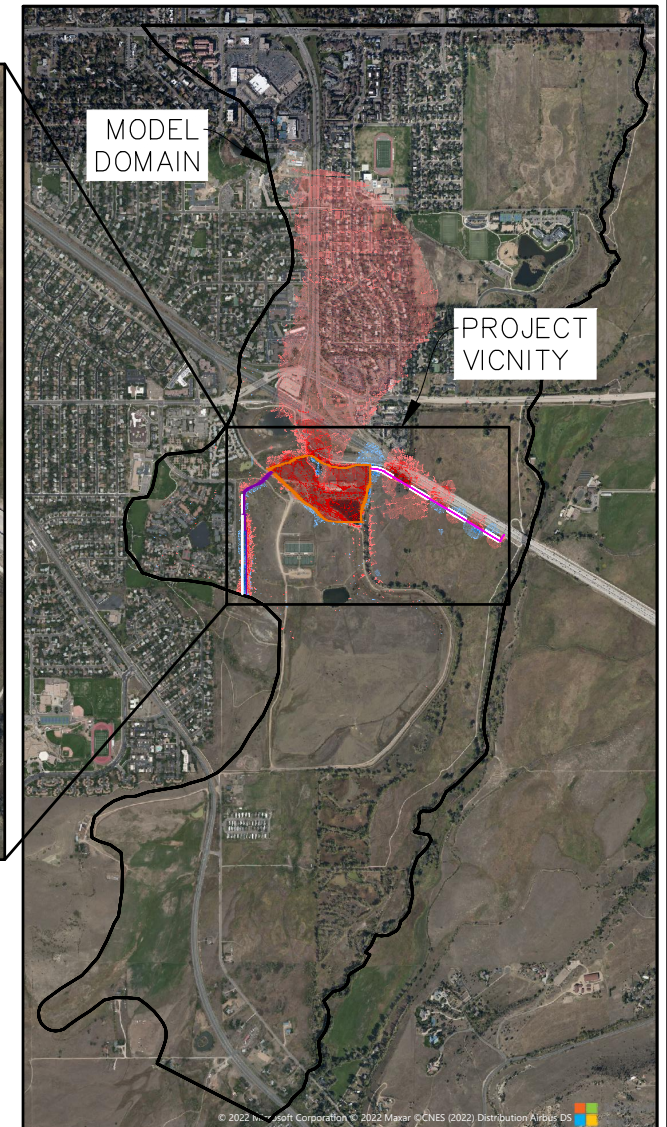 MODEL
DOMAIN
PROJECT
VICNITY
© 2022 Microsoft Corporation © 2022 Maxar ©CNES (2022) Distribution Airbus DS